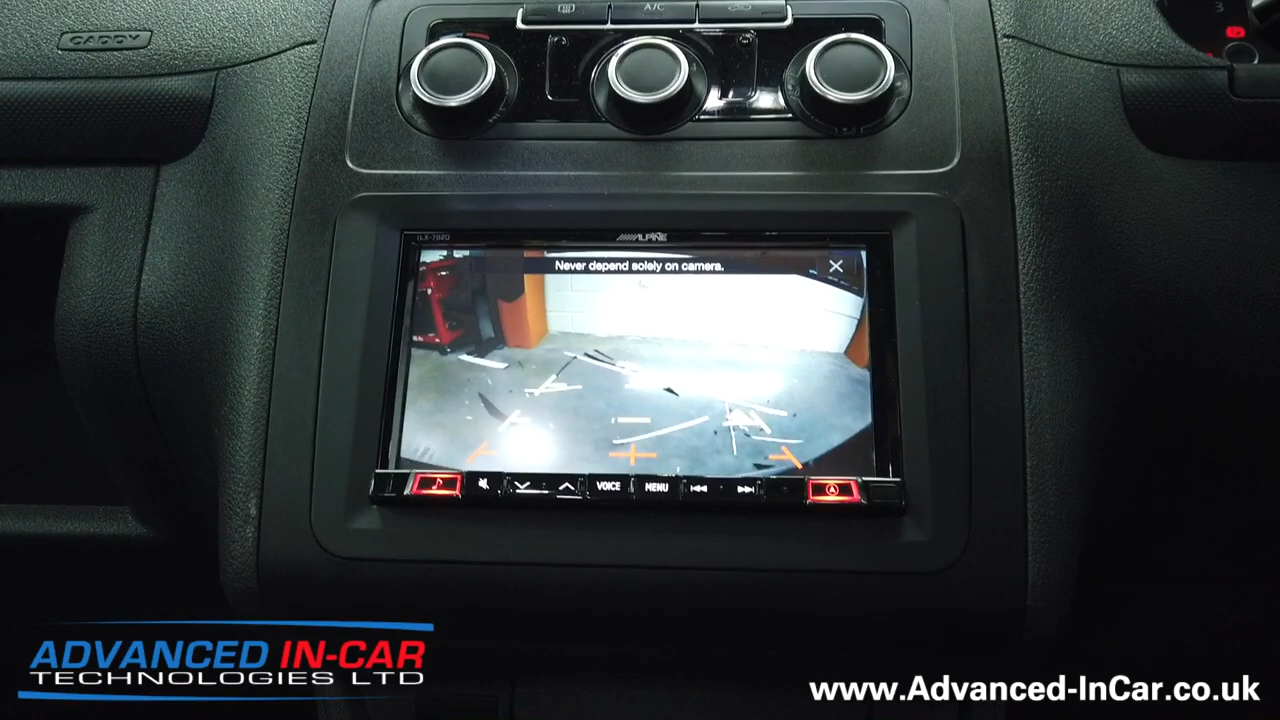 A/C
CADDY
3
iLX-702D
ALPINE
Never depend solely on camera.
VOICE MENU
ADVANCED IN-CAR
TECHNOLOGIES LTD
www.Advanced-InCar.co.uk